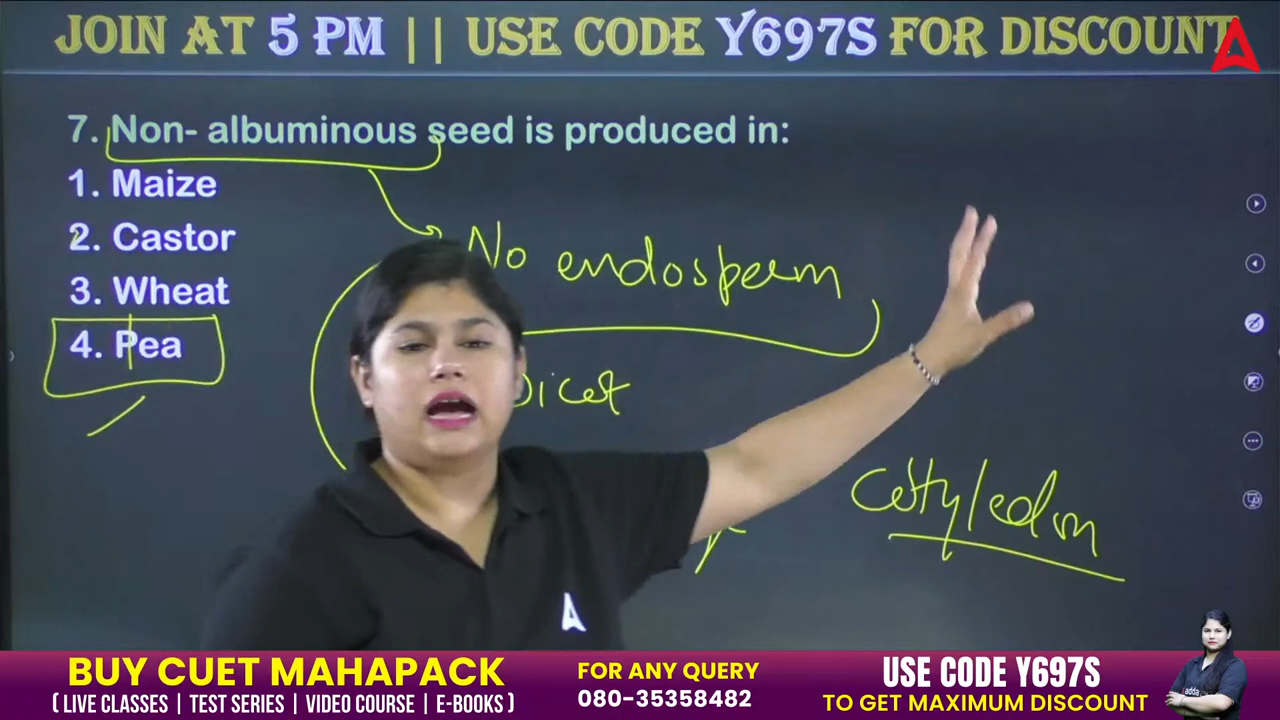 JOIN AT 5 PM || USE CODE Y697S FOR DISCOUNT
7. Non- albuminous seed is produced in:
1. Maize
2. Castor
3. Wheat
4. Pea
No endosperm
Dicot
Cotyledon
BUY CUET MAHAPACK
( LIVE CLASSES | TEST SERIES | VIDEO COURSE | E-BOOKS )
FOR ANY QUERY
080-35358482
USE CODE Y697S
TO GET MAXIMUM DISCOUNT
adda